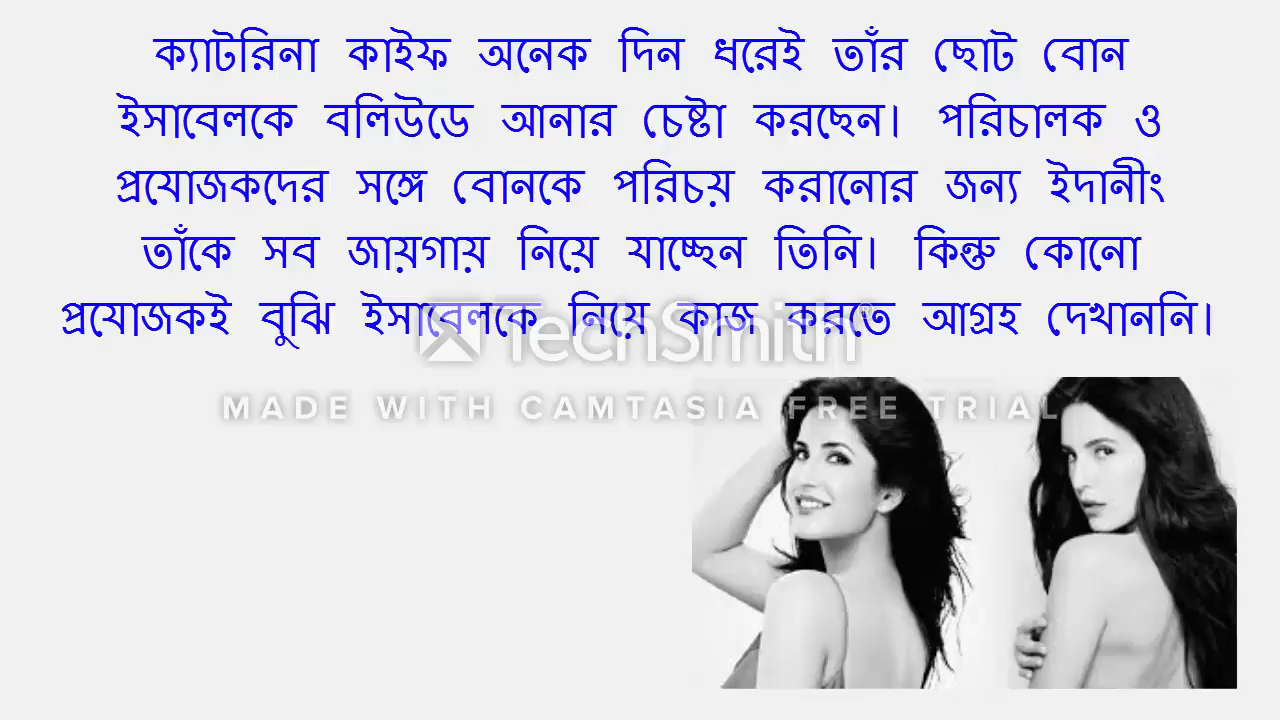 ক্যাটরিনা কাইফ অনেক দিন ধরেই তাঁর ছোট বোন
ইসাবেলকে বলিউডে আনার চেষ্টা করছেন। পরিচালক ও
প্রযোজকদের সঙ্গে বোনকে পরিচয় করানোর জন্য ইদানীং
তাঁকে সব জায়গায় নিয়ে যাচ্ছেন তিনি। কিন্তু কোনো
প্রযোজকই বুঝি ইসাবেলকে নিয়ে কাজ করতে আগ্রহ দেখাননি।
TechSmith®
MADE WITH CAMTASIA FREE TRIAL